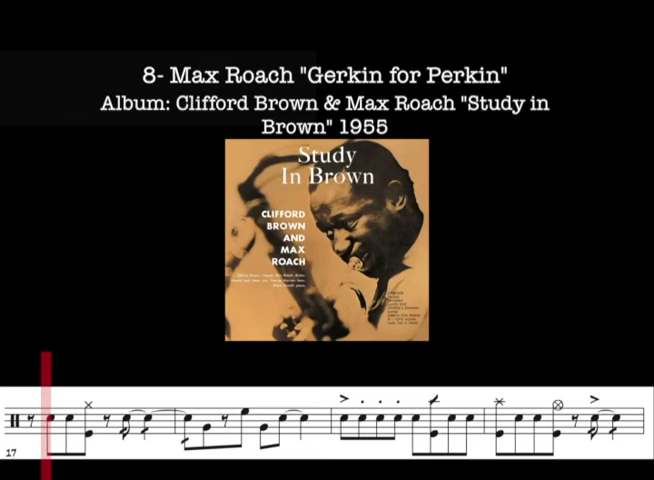 8- Max Roach "Gerkin for Perkin"
Album: Clifford Brown & Max Roach "Study in
Brown" 1955
Study
In Brown
CLIFFORD
BROWN
AND
MAX
ROACH
17